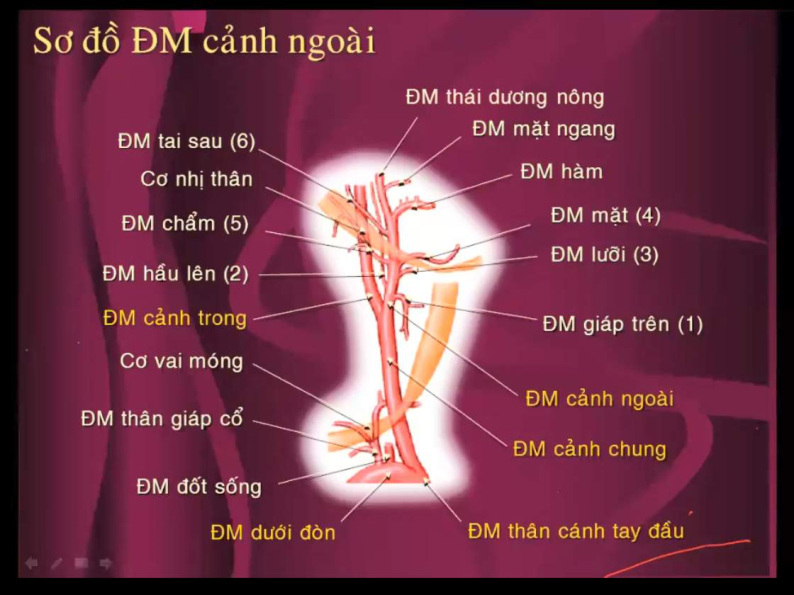 Sơ đồ ĐM cảnh ngoài
ĐM thái dương nông
ĐM mặt ngang
ĐM tai sau (6)
ĐM hàm
Cơ nhị thân
ĐM mặt (4)
ĐM chẩm (5)
ĐM lưỡi (3)
ĐM hầu lên (2)
ĐM cảnh trong
ĐM giáp trên (1)
Cơ vai móng
ĐM cảnh ngoài
ĐM thân giáp cổ
ĐM cảnh chung
ĐM đốt sống
ĐM dưới đòn
ĐM thân cánh tay đầu